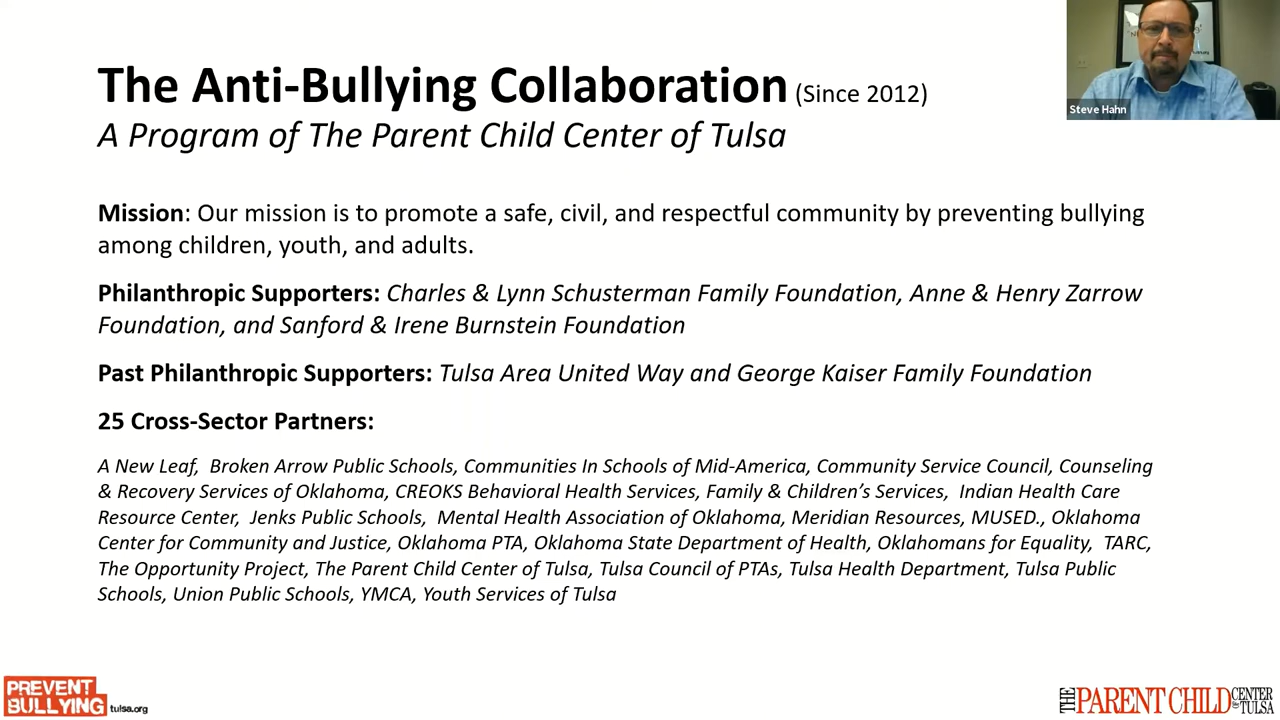 The Anti-Bullying Collaboration (Since 2012)
A Program of The Parent Child Center of Tulsa
Steve Hahn
Mission: Our mission is to promote a safe, civil, and respectful community by preventing bullying
among children, youth, and adults.
Philanthropic Supporters: Charles & Lynn Schusterman Family Foundation, Anne & Henry Zarrow
Foundation, and Sanford & Irene Burnstein Foundation
Past Philanthropic Supporters: Tulsa Area United Way and George Kaiser Family Foundation
25 Cross-Sector Partners:
A New Leaf, Broken Arrow Public Schools, Communities In Schools of Mid-America, Community Service Council, Counseling
& Recovery Services of Oklahoma, CREOKS Behavioral Health Services, Family & Children’s Services, Indian Health Care
Resource Center, Jenks Public Schools, Mental Health Association of Oklahoma, Meridian Resources, MUSED., Oklahoma
Center for Community and Justice, Oklahoma PTA, Oklahoma State Department of Health, Oklahomans for Equality, TARC,
The Opportunity Project, The Parent Child Center of Tulsa, Tulsa Council of PTAs, Tulsa Health Department, Tulsa Public
Schools, Union Public Schools, YMCA, Youth Services of Tulsa
PREVENT
BULLYING tulsa.org
THE PARENT CHILD CENTER of TULSA